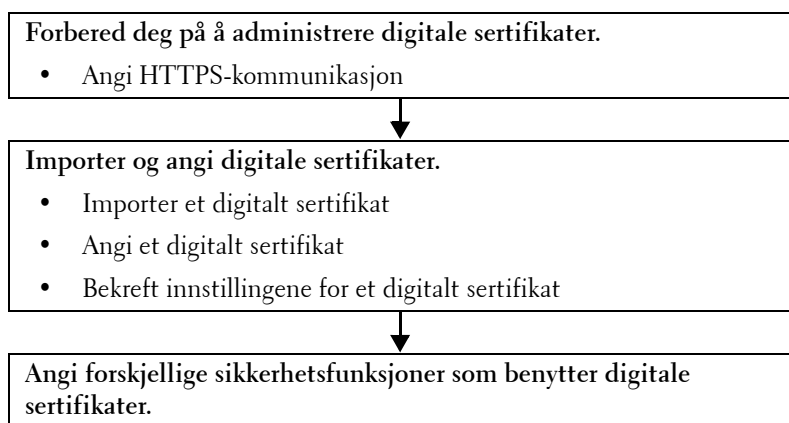 Forbered deg på å administrere digitale sertifikater.
• Angi HTTPS-kommunikasjon
Importer og angi digitale sertifikater.
• Importer et digitalt sertifikat
• Angi et digitalt sertifikat
• Bekreft innstillingene for et digitalt sertifikat
Angi forskjellige sikkerhetsfunksjoner som benytter digitale
sertifikater.